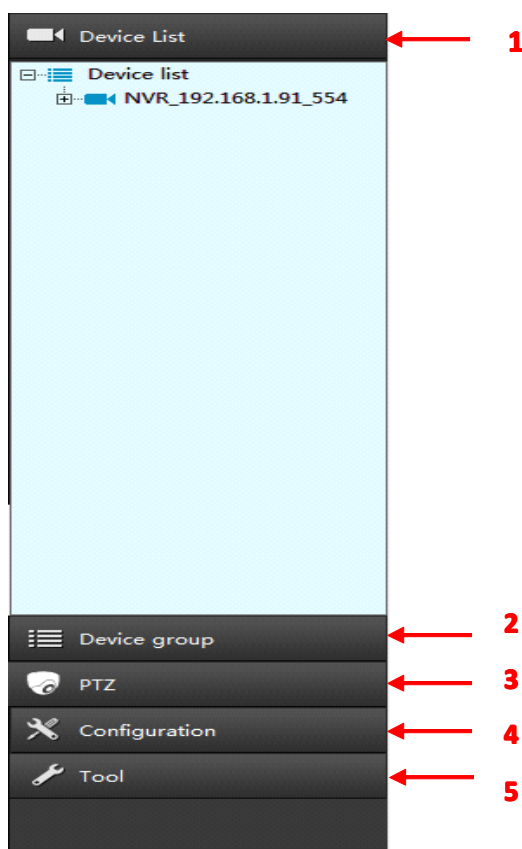 Device List 1
Device list
NVR_192.168.1.91_554
Device group 2
PTZ 3
Configuration 4
Tool 5